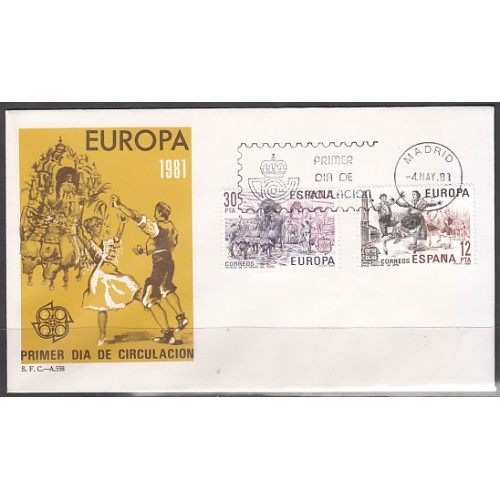 EUROPA
1981
PRIMER DIA DE CIRCULACION
S. F. C.—A.558
PRIMER
DIA DE
MADRID
-4.MAY.81
30 PTA
ESPAÑA
CORREOS
EUROPA
EUROPA
12 PTA
CORREOS
ESPAÑA